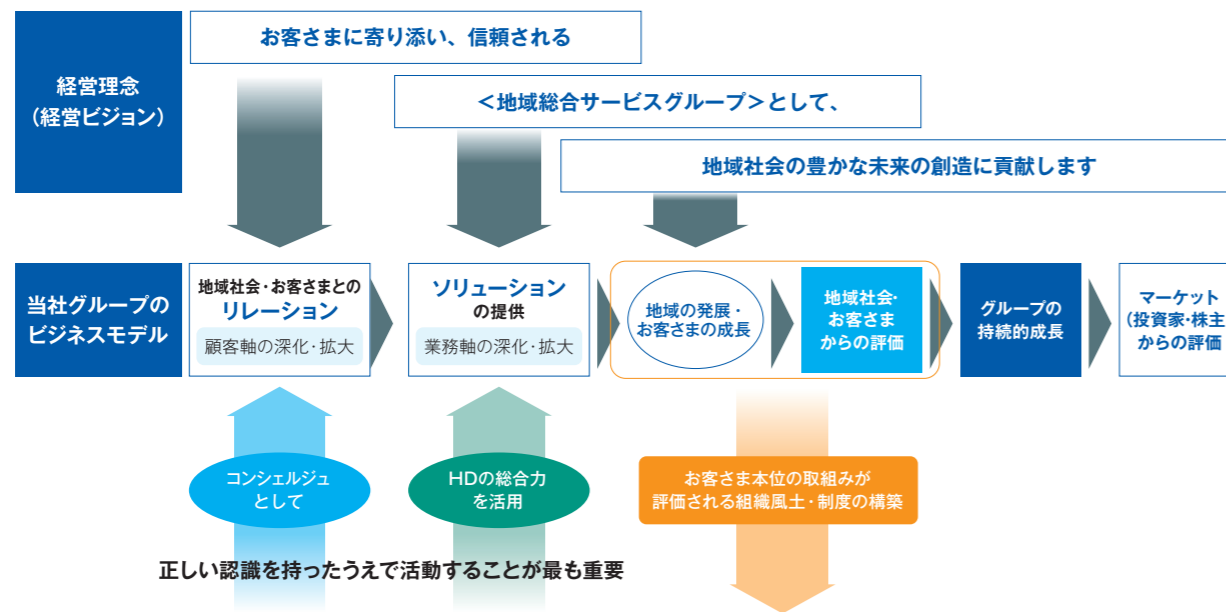 経営理念
（経営ビジョン）
お客さまに寄り添い、信頼される
＜地域総合サービスグループ＞として、
地域社会の豊かな未来の創造に貢献します
当社グループの
ビジネスモデル
地域社会・お客さまとの
リレーション
顧客軸の深化・拡大
ソリューション
の提供
業務軸の深化・拡大
地域の発展・
お客さまの成長
地域社会・
お客さま
からの評価
グループの
持続的成長
マーケット
（投資家・株主
からの評価
コンシェルジュ
として
HDの総合力
を活用
お客さま本位の取組みが
評価される組織風土・制度の構築
正しい認識を持ったうえで活動することが最も重要